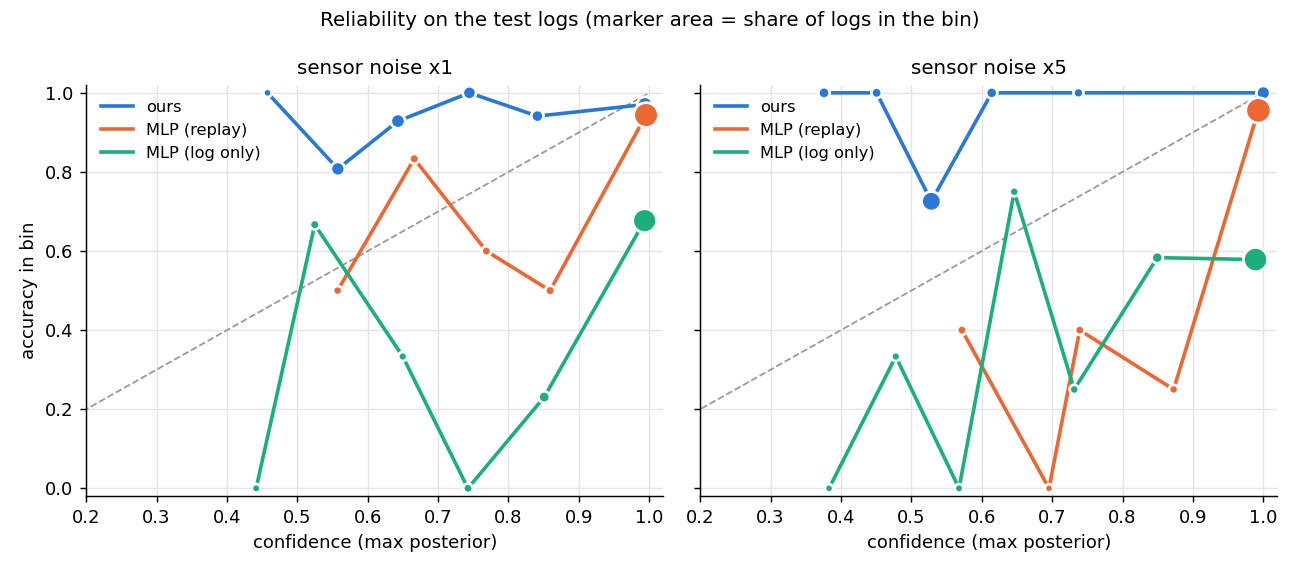 Reliability on the test logs (marker area = share of logs in the bin)
sensor noise x1
accuracy in bin
1.0
0.8
0.6
0.4
0.2
0.0
ours
MLP (replay)
MLP (log only)
0.2 0.3 0.4 0.5 0.6 0.7 0.8 0.9 1.0
confidence (max posterior)
sensor noise x5
ours
MLP (replay)
MLP (log only)
0.2 0.3 0.4 0.5 0.6 0.7 0.8 0.9 1.0
confidence (max posterior)